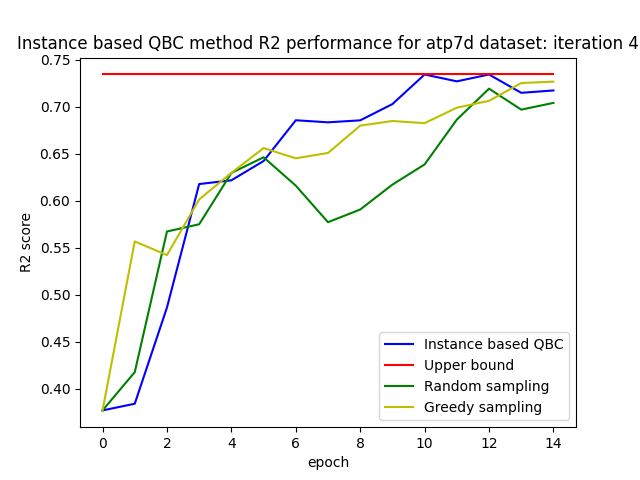 Instance based QBC method R2 performance for atp7d dataset: iteration 4
0.75
0.70
0.65
0.60
0.55
0.50
0.45
0.40
R2 score
0 2 4 6 8 10 12 14
epoch
Instance based QBC
Upper bound
Random sampling
Greedy sampling